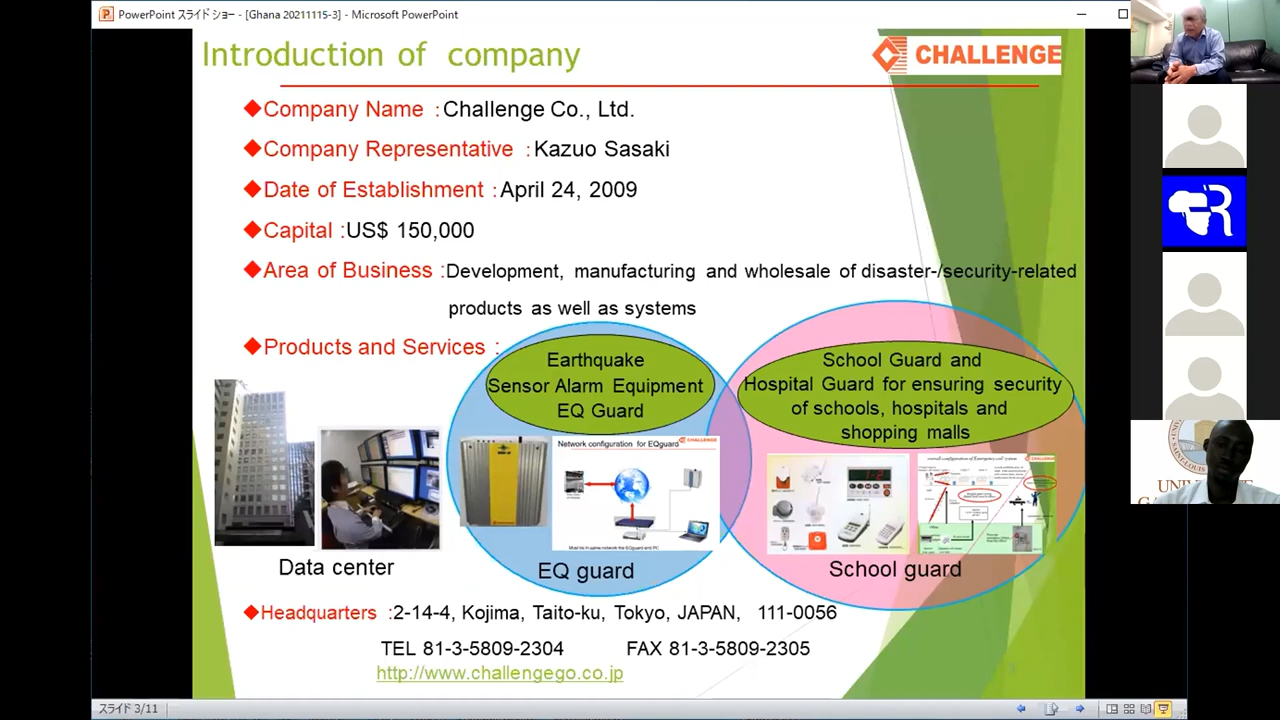 PowerPoint スライド ショー - [Ghana 20211115-3] - Microsoft PowerPoint
Introduction of company
CHALLENGE
◆Company Name :Challenge Co., Ltd.
◆Company Representative :Kazuo Sasaki
◆Date of Establishment :April 24, 2009
◆Capital :US$ 150,000
◆Area of Business :Development, manufacturing and wholesale of disaster-/security-related
products as well as systems
◆Products and Services :
Earthquake
Sensor Alarm Equipment
EQ Guard
School Guard and
Hospital Guard for ensuring security
of schools, hospitals and
shopping malls
Network configuration for EQguard
CHALLENGE
Data center
EQ guard
School guard
◆Headquarters :2-14-4, Kojima, Taito-ku, Tokyo, JAPAN, 111-0056
TEL 81-3-5809-2304 FAX 81-3-5809-2305
http://www.challengego.co.jp
スライド 3/11
R